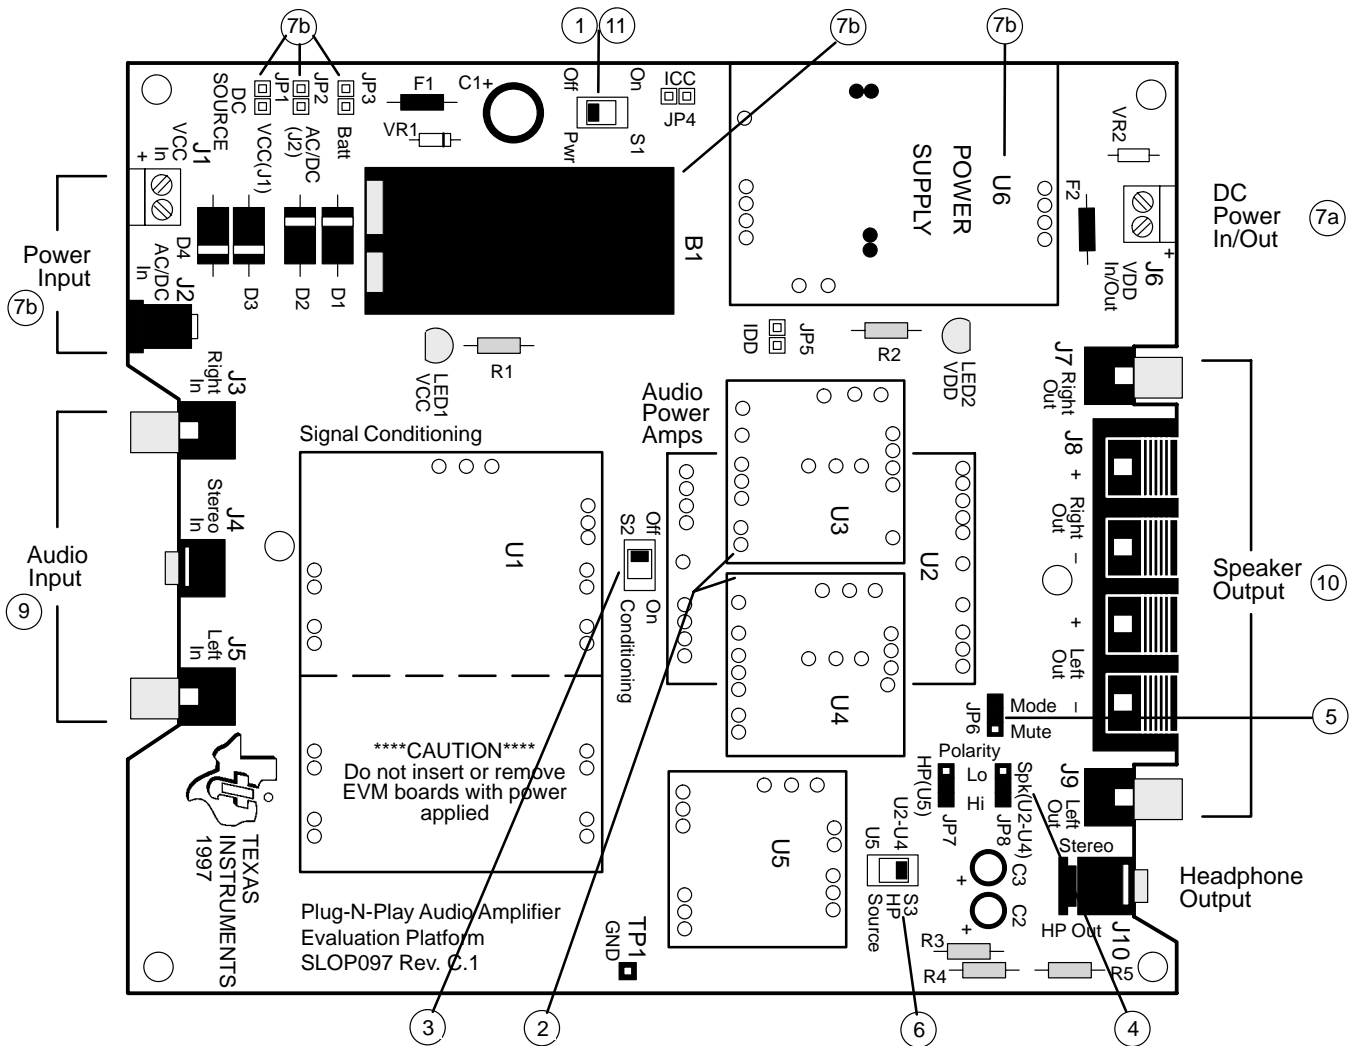 7b
1
11
7b
7b
DC
SOURCE
JP1
VCC(J1)
JP2
AC/DC
(J2)
JP3
Batt
F1
VR1
C1+
Off
On
Pwr
S1
ICC
JP4
U6
POWER
SUPPLY
VR2
F2
J1
VCC
In
+
J6
VDD
In/Out
+
DC
Power
In/Out
7a
Power
Input
7b
D4
D3
D2
D1
B1
J2
AC/DC
In
LED1
VCC
R1
IDD
JP5
R2
LED2
VDD
J3
Right
In
J7
Right
Out
Audio
Power
Amps
Signal Conditioning
U1
U3
U2
U4
S2
Off
On
Conditioning
J4
Stereo
In
Audio
Input
9
J5
Left
In
J8
+
Right
Out
–
+
Left
Out
–
Speaker
Output
10
JP6
Mode
Mute
5
****CAUTION****
Do not insert or remove
EVM boards with power
applied
Polarity
HP(U5)
Lo
Hi
JP7
Spk(U2-U4)
JP8
J9
Left
Out
TEXAS
INSTRUMENTS
1997
U5
U5
U2-U4
S3
HP
Source
C3
+
C2
+
Stereo
HP Out
J10
Headphone
Output
Plug-N-Play Audio Amplifier
Evaluation Platform
SLOP097 Rev. C.1
TP1
GND
R3
R4
R5
3
2
6
4